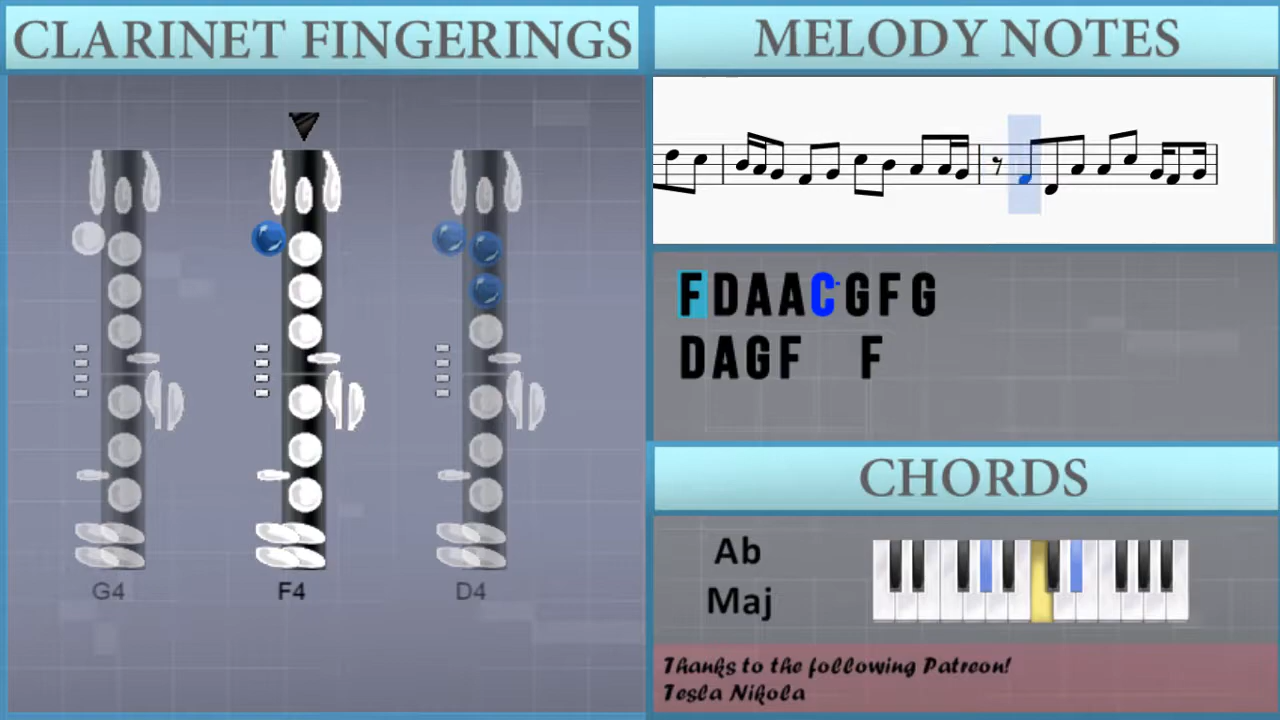 CLARINET FINGERINGS
G4
F4
D4
MELODY NOTES
F D A A C G F G
D A G F F
CHORDS
Ab
Maj
Thanks to the following Patreon!
Tesla Nikola